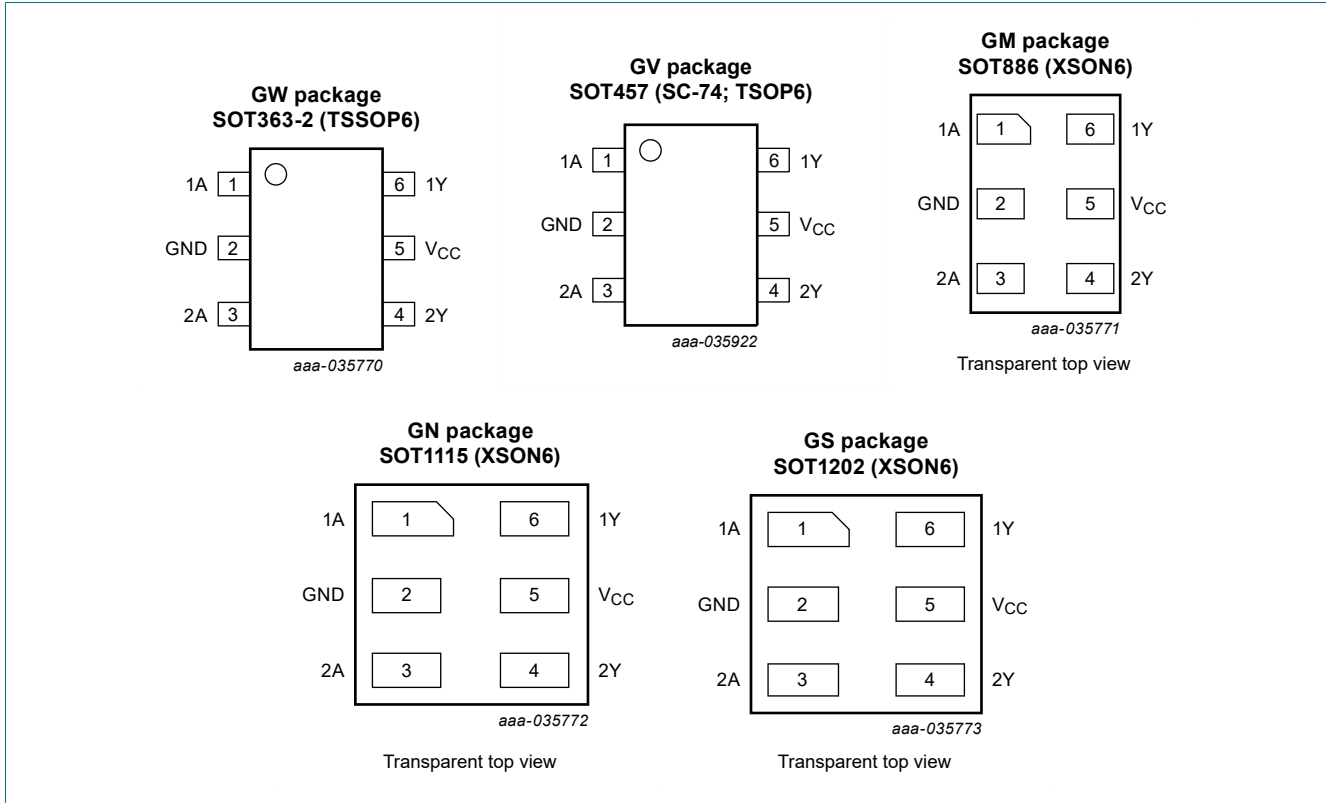 GW package
SOT363-2 (TSSOP6)
1A 1 6 1Y
GND 2 5 VCC
2A 3 4 2Y
aaa-035770
GV package
SOT457 (SC-74; TSOP6)
1A 1 6 1Y
GND 2 5 VCC
2A 3 4 2Y
aaa-035922
GM package
SOT886 (XSON6)
1A 1 6 1Y
GND 2 5 VCC
2A 3 4 2Y
aaa-035771
Transparent top view
GN package
SOT1115 (XSON6)
1A 1 6 1Y
GND 2 5 VCC
2A 3 4 2Y
aaa-035772
Transparent top view
GS package
SOT1202 (XSON6)
1A 1 6 1Y
GND 2 5 VCC
2A 3 4 2Y
aaa-035773
Transparent top view